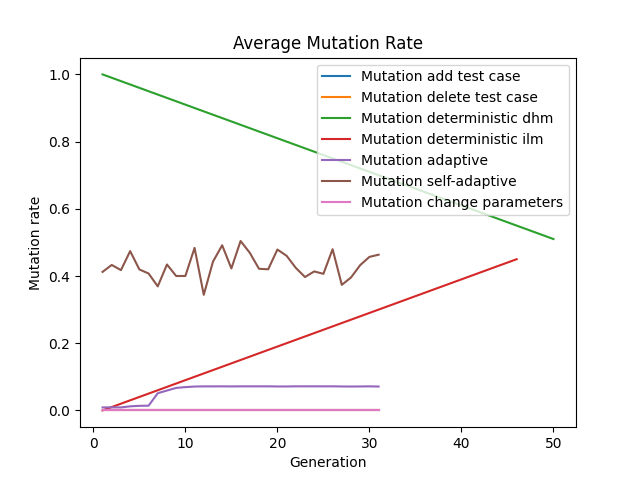 Average Mutation Rate
1.0
0.8
0.6
0.4
0.2
0.0
Mutation rate
Mutation add test case
Mutation delete test case
Mutation deterministic dhm
Mutation deterministic ilm
Mutation adaptive
Mutation self-adaptive
Mutation change parameters
0 10 20 30 40 50
Generation